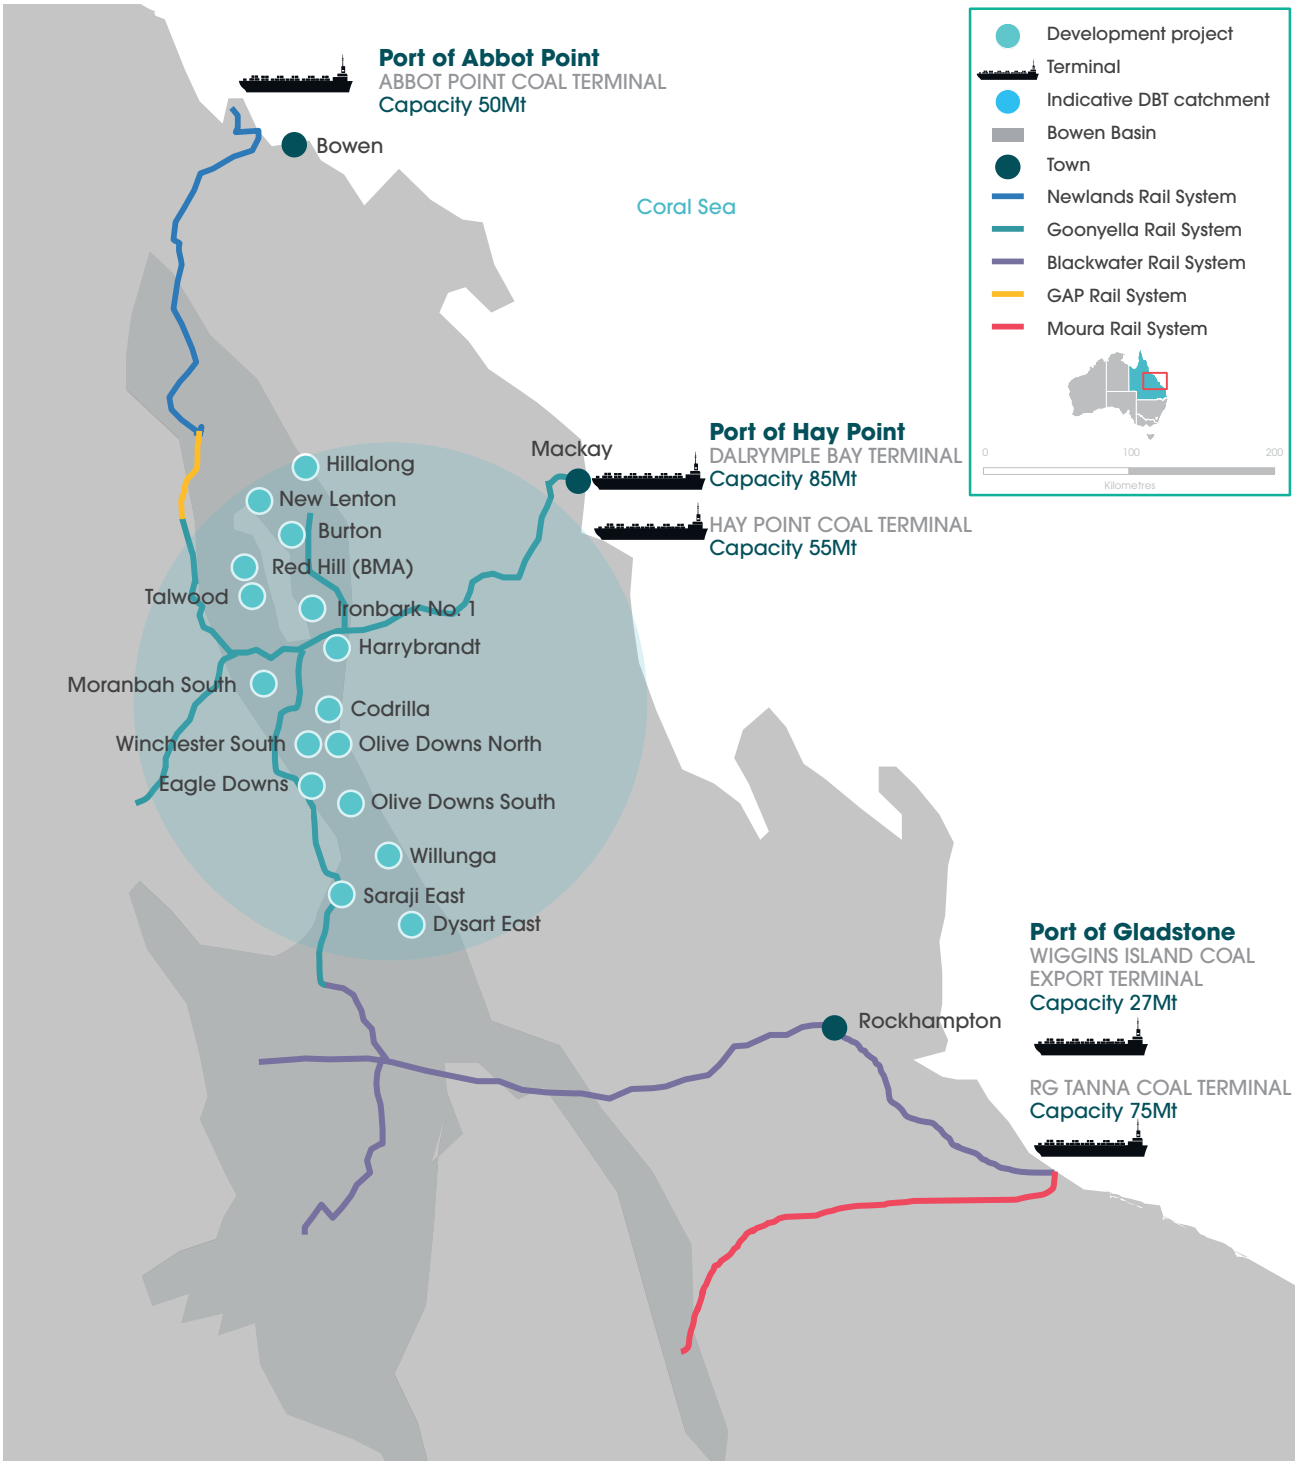 Port of Abbot Point
ABBOT POINT COAL TERMINAL
Capacity 50Mt
Bowen
Coral Sea
Development project
Terminal
Indicative DBT catchment
Bowen Basin
Town
Newlands Rail System
Goonyella Rail System
Blackwater Rail System
GAP Rail System
Moura Rail System
0 100 200
Kilometres
Mackay
Port of Hay Point
DALRYMPLE BAY TERMINAL
Capacity 85Mt
HAY POINT COAL TERMINAL
Capacity 55Mt
Hillalong
New Lenton
Burton
Red Hill (BMA)
Talwood
Ironbark No. 1
Harrybrandt
Moranbah South
Codrilla
Winchester South
Olive Downs North
Eagle Downs
Olive Downs South
Willunga
Saraji East
Dysart East
Port of Gladstone
WIGGINS ISLAND COAL
EXPORT TERMINAL
Capacity 27Mt
Rockhampton
RG TANNA COAL TERMINAL
Capacity 75Mt